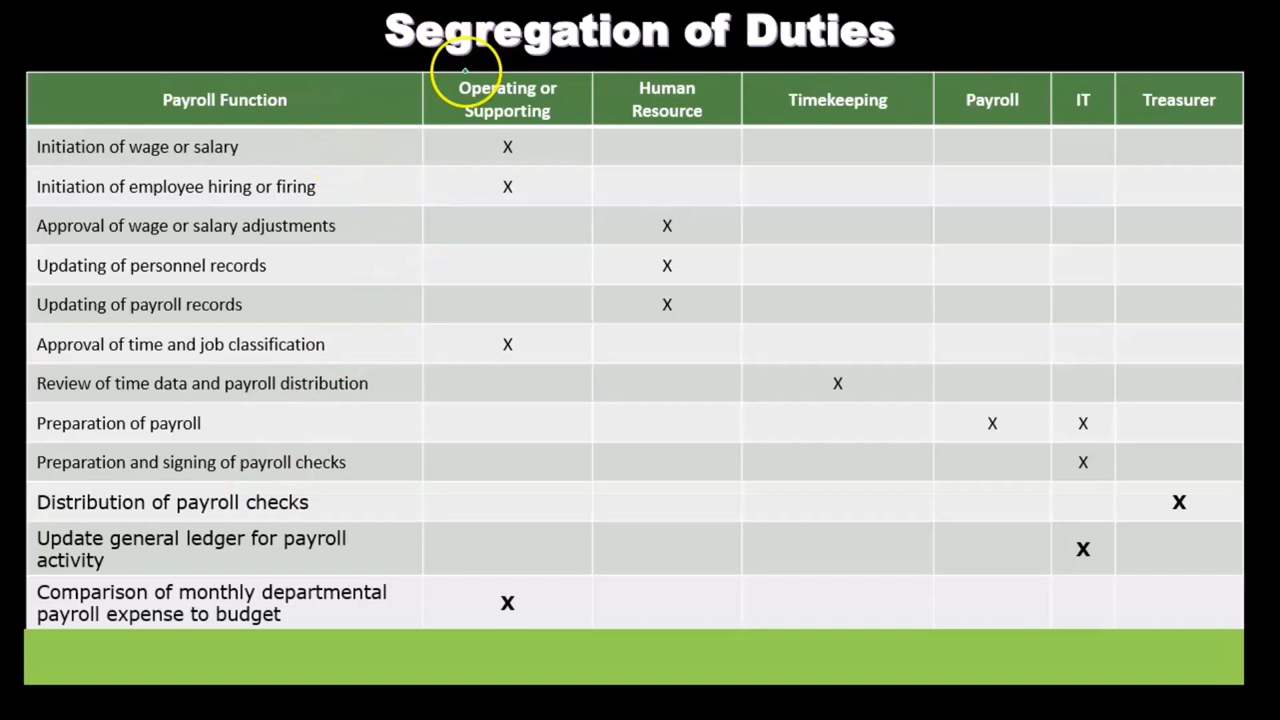 Segregation of Duties
Payroll Function
Operating or
Supporting
Human
Resource
Timekeeping
Payroll
IT
Treasurer
Initiation of wage or salary X
Initiation of employee hiring or firing X
Approval of wage or salary adjustments X
Updating of personnel records X
Updating of payroll records X
Approval of time and job classification X
Review of time data and payroll distribution X
Preparation of payroll X X
Preparation and signing of payroll checks X
Distribution of payroll checks X
Update general ledger for payroll
activity X
Comparison of monthly departmental
payroll expense to budget X